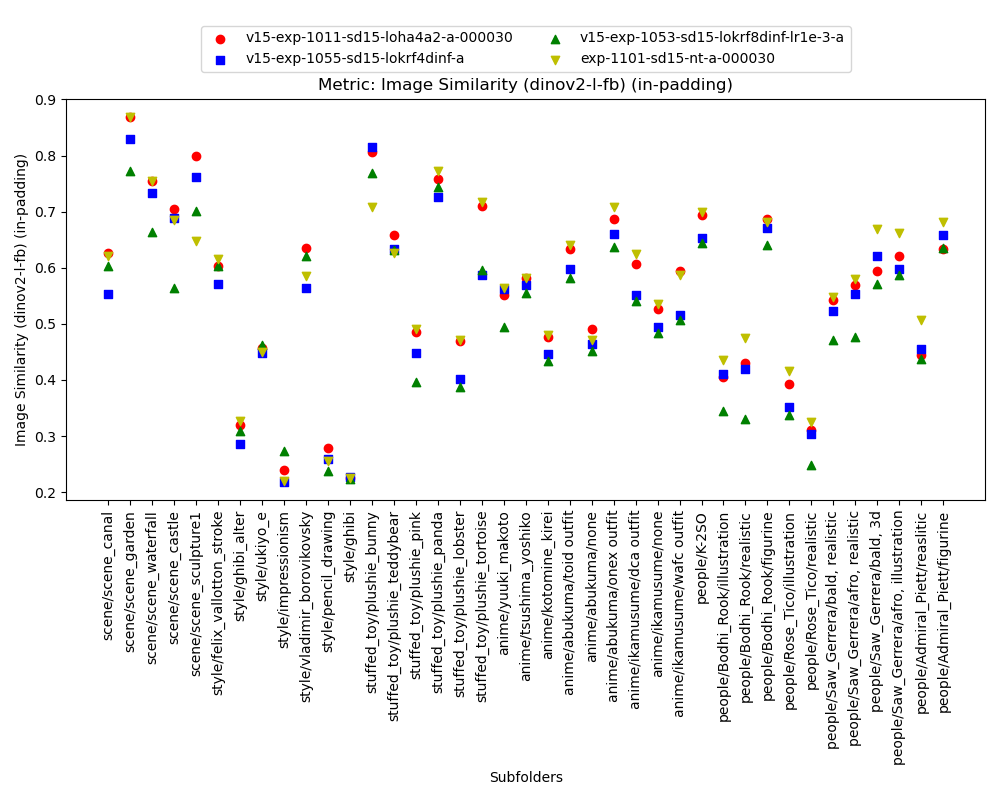 v15-exp-1011-sd15-loha4a2-a-000030
v15-exp-1055-sd15-lokrf4dinf-a
v15-exp-1053-sd15-lokrf8dinf-lr1e-3-a
exp-1101-sd15-nt-a-000030
Metric: Image Similarity (dinov2-l-fb) (in-padding)
Image Similarity (dinov2-l-fb) (in-padding)
0.9
0.8
0.7
0.6
0.5
0.4
0.3
0.2
scene/scene_canal
scene/scene_garden
scene/scene_waterfall
scene/scene_castle
scene/scene_sculpture1
style/felix_vallotton_stroke
style/ghibi_alter
style/ukiyo_e
style/impressionism
style/vladimir_borovikovsky
style/pencil_drawing
style/ghibi
stuffed_toy/plushie_bunny
stuffed_toy/plushie_teddybear
stuffed_toy/plushie_pink
stuffed_toy/plushie_panda
stuffed_toy/plushie_lobster
stuffed_toy/plushie_tortoise
anime/yuuki_makoto
anime/tsushima_yoshiko
anime/kotomine_kirei
anime/abukuma/toid outfit
anime/abukuma/none
anime/abukuma/onex outfit
anime/ikamusume/dca outfit
anime/ikamusume/none
anime/ikamusume/wafc outfit
people/K-2SO
people/Bodhi_Rook/illustration
people/Bodhi_Rook/realistic
people/Bodhi_Rook/figurine
people/Rose_Tico/illustration
people/Rose_Tico/realistic
people/Saw_Gerrera/bald, realistic
people/Saw_Gerrera/afro, realistic
people/Saw_Gerrera/bald, 3d
people/Saw_Gerrera/afro, illustration
people/Admiral_Piett/reaslitic
people/Admiral_Piett/figurine
Subfolders